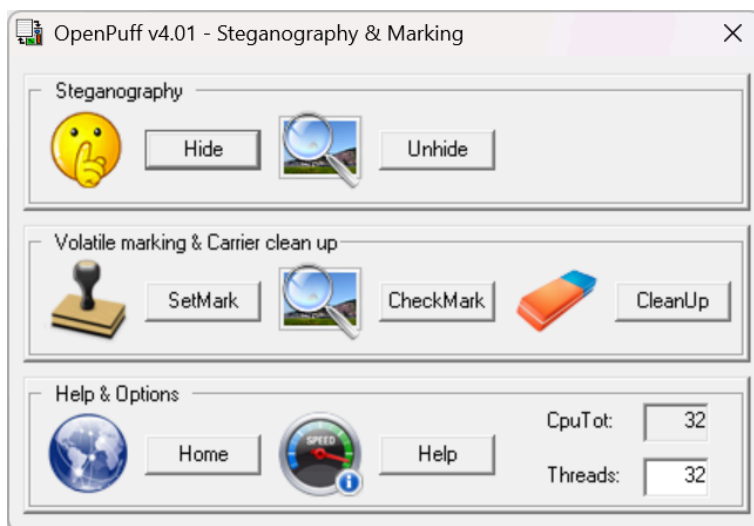 OpenPuff v4.01 - Steganography & Marking
Steganography
Hide Unhide
Volatile marking & Carrier clean up
SetMark CheckMark CleanUp
Help & Options
SPEED
Home Help
CpuTot: 32
Threads: 32